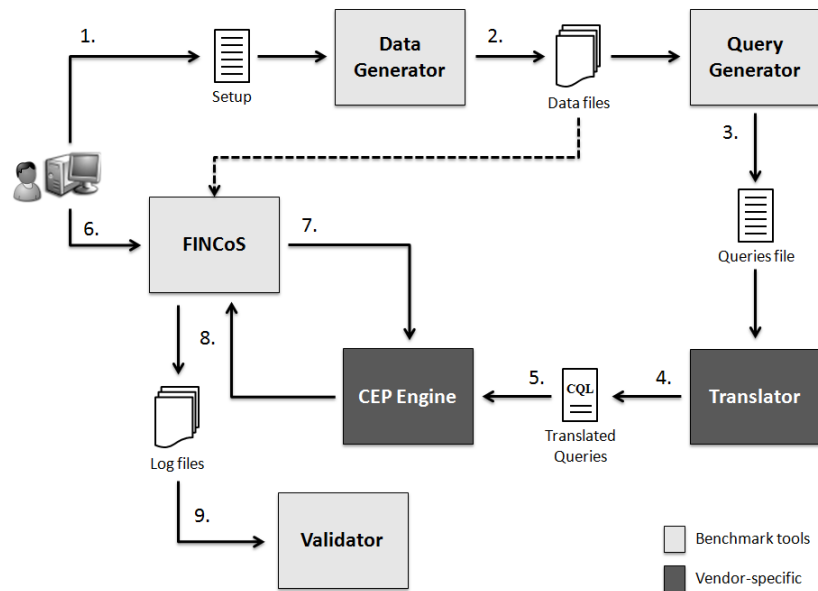 1.
Setup
Data
Generator
2.
Data files
Query
Generator
3.
Queries file
6.
FINCoS
7.
8.
CEP Engine
5.
CQL
Translated
Queries
4.
Translator
Log files
9.
Validator
Benchmark tools
Vendor-specific